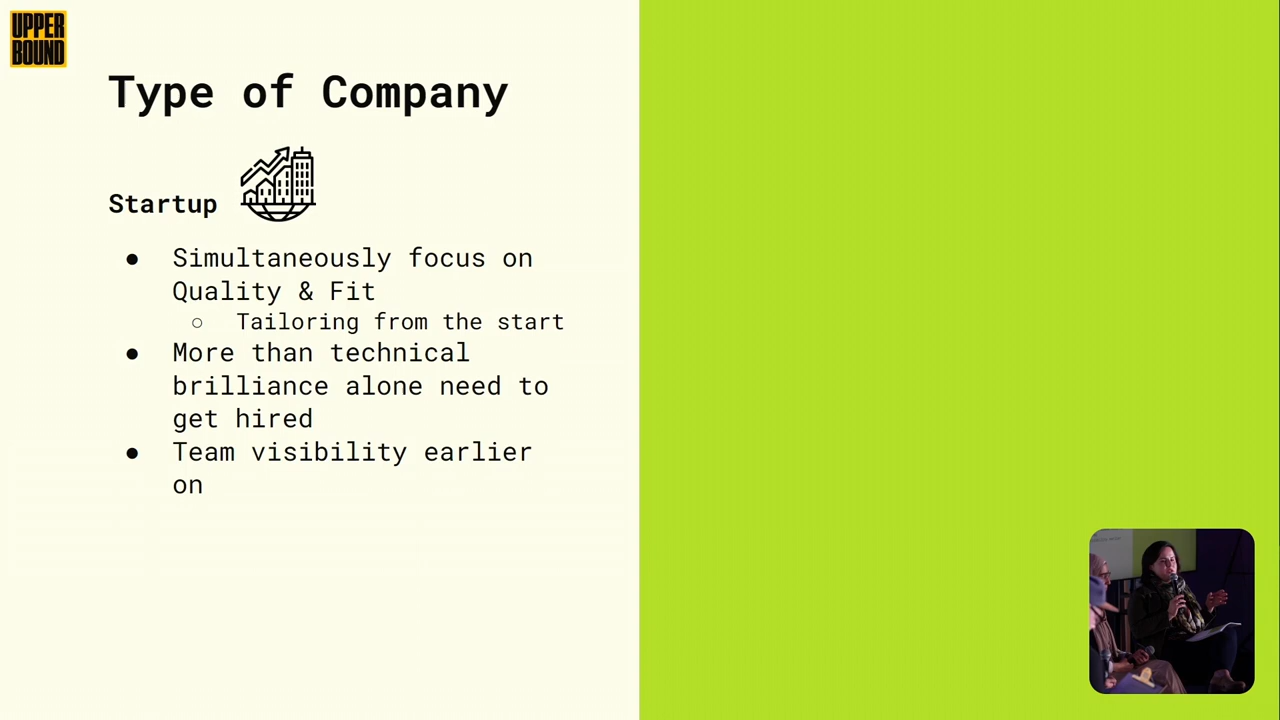 UPPER
BOUND
Type of Company
Startup
● Simultaneously focus on
Quality & Fit
○ Tailoring from the start
● More than technical
brilliance alone need to
get hired
● Team visibility earlier
on